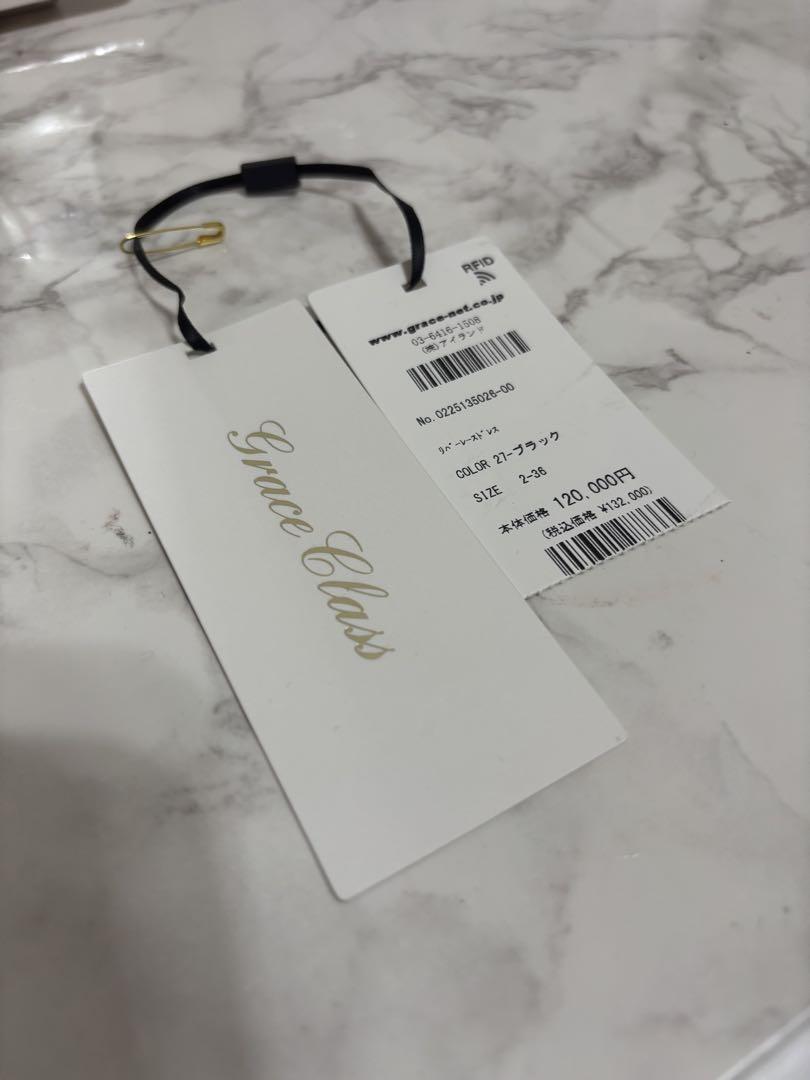 Grace Class
RFID
www.grace-net.co.jp
03-6416-1508
(株)アイランド
No.0225135026-00
ﾘﾊﾞｰﾚｰｽﾄﾞﾚｽ
COLOR 27-ブラック
SIZE 2-36
本体価格 120,000円
(税込価格 ¥132,000)